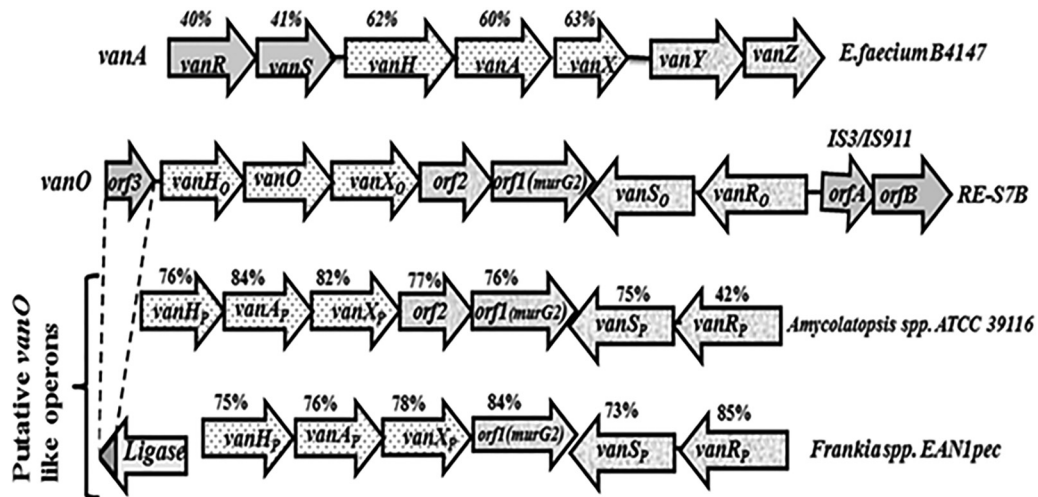 40% 41% 62% 60% 63%
vanA vanR vanS vanH vanA vanX vanY vanZ E.faecium B4147
IS3/IS911
vanO orf3 vanHO vanO vanXO orf2 orf1(murG2) vanSO vanRO orfA orfB RE-S7B
Putative vanO
like operons
76% 84% 82% 77% 76% 75% 42%
vanHP vanAP vanXP orf2 orf1(murG2) vanSP vanRP Amycolatopsis spp. ATCC 39116
75% 76% 78% 84% 73% 85%
Ligase vanHP vanAP vanXP orf1(murG2) vanSP vanRP Frankia spp. EAN1pec